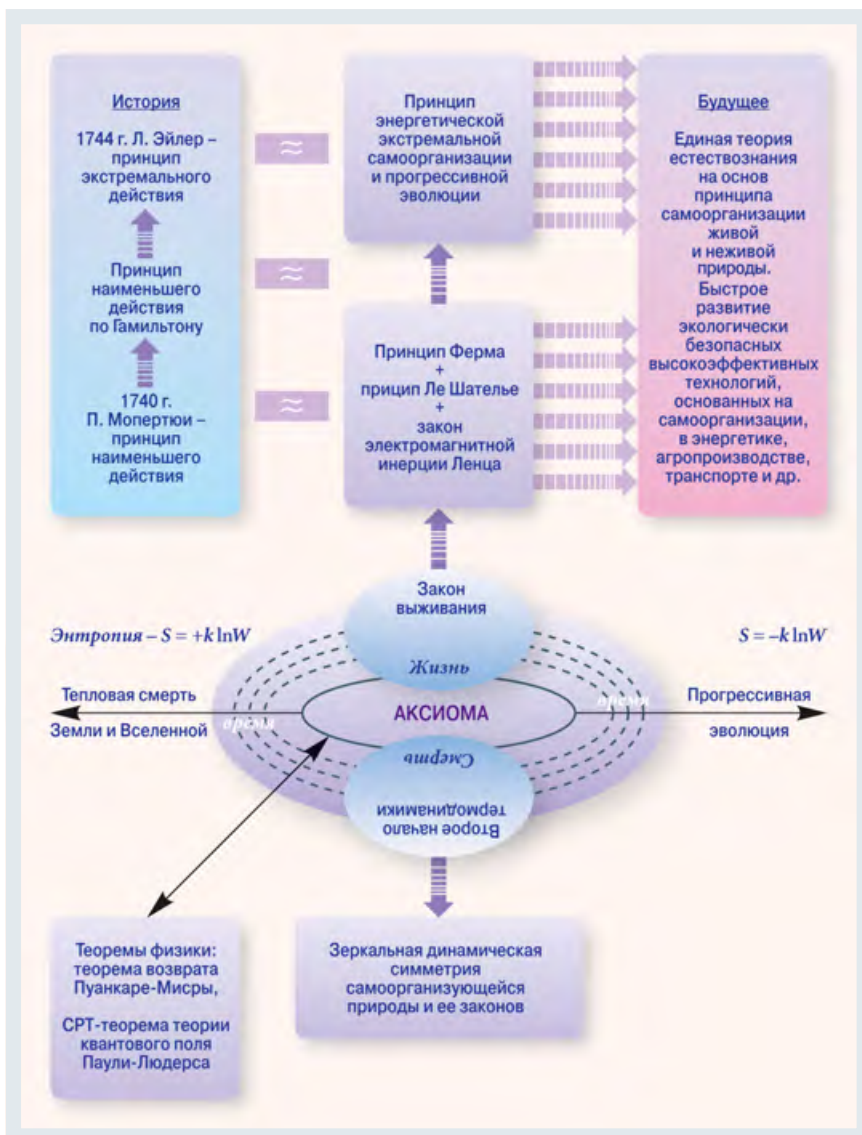 История
1744 г. Л. Эйлер –
принцип
экстремального
действия
Принцип
наименьшего
действия
по Гамильтону
1740 г.
П. Мопертюи –
принцип
наименьшего
действия
≈
≈
≈
Принцип
энергетической
экстремальной
самоорганизации
и прогрессивной
эволюции
Принцип Ферма
+
прицип Ле Шателье
+
закон
электромагнитной
инерции Ленца
Будущее
Единая теория
естествознания
на основ
принципа
самоорганизации
живой
и неживой
природы.
Быстрое
развитие
экологически
безопасных
высокоэффективных
технологий,
основанных на
самоорганизации,
в энергетике,
агропроизводстве,
транспорте и др.
Закон
выживания
Жизнь
Энтропия – S = +k lnW
S = –k lnW
Тепловая смерть
Земли и Вселенной
время
АКСИОМА
время
Прогрессивная
эволюция
Смерть
Второе начало
термодинамики
Теоремы физики:
теорема возврата
Пуанкаре-Мисры,
СРТ-теорема теории
квантового поля
Паули-Людерса
Зеркальная динамическая
симметрия
самоорганизующейся
природы и ее законов